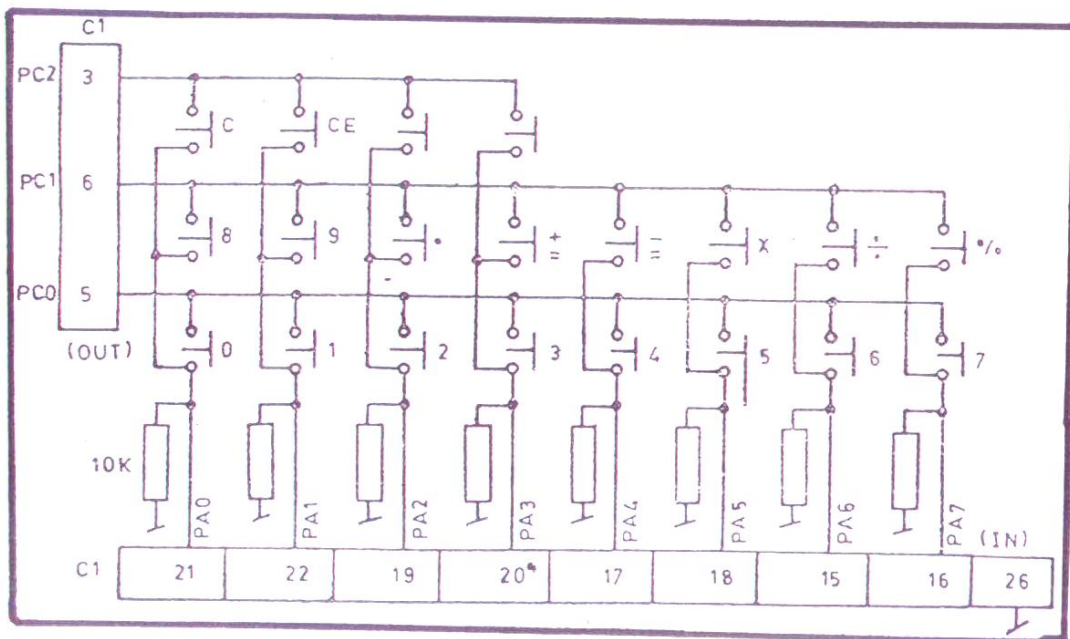 C1
PC2 3
C CE
PC1 6
8 9 . += -= X ÷ %
PC0 5
(OUT) 0 1 2 3 4 5 6 7
10K
PA0 PA1 PA2 PA3 PA4 PA5 PA6 PA7 (IN)
C1 21 22 19 20 17 18 15 16 26